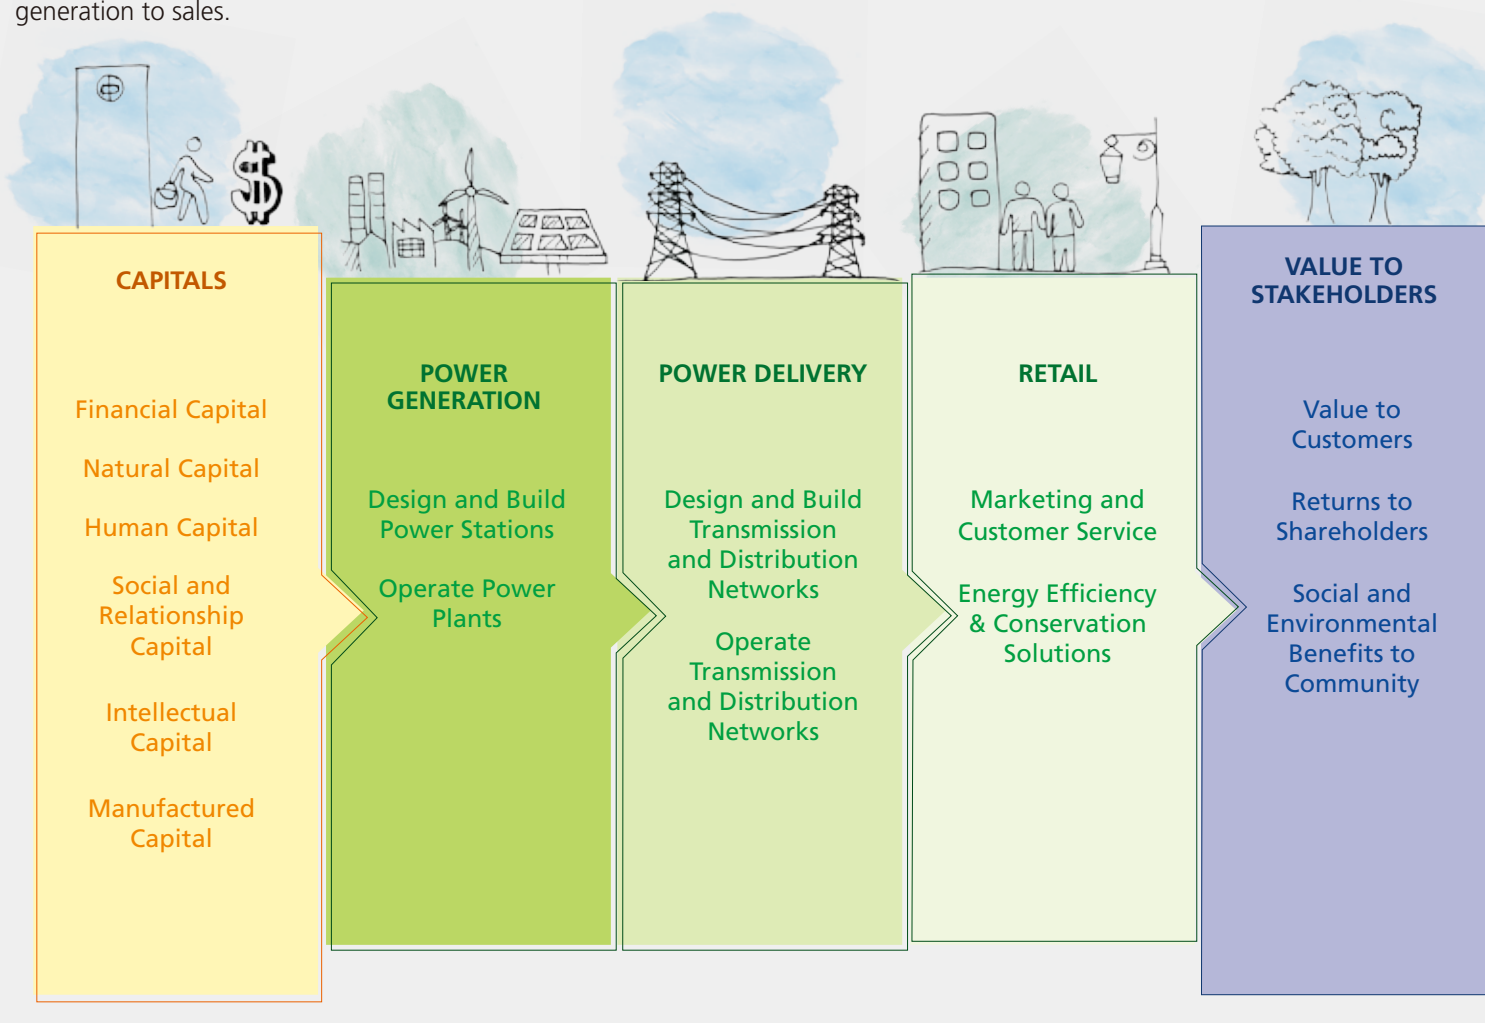 generation to sales.
CAPITALS
Financial Capital
Natural Capital
Human Capital
Social and
Relationship
Capital
Intellectual
Capital
Manufactured
Capital
POWER
GENERATION
Design and Build
Power Stations
Operate Power
Plants
POWER DELIVERY
Design and Build
Transmission
and Distribution
Networks
Operate
Transmission
and Distribution
Networks
RETAIL
Marketing and
Customer Service
Energy Efficiency
& Conservation
Solutions
VALUE TO
STAKEHOLDERS
Value to
Customers
Returns to
Shareholders
Social and
Environmental
Benefits to
Community